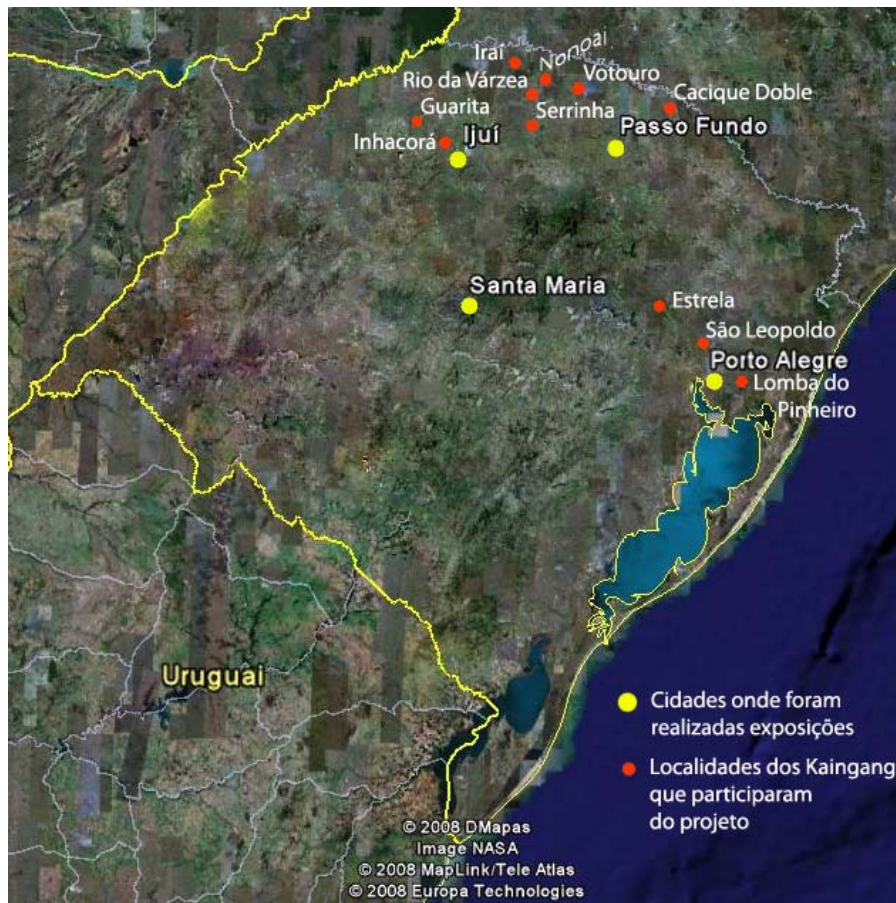 Iraí
Nonoai
Rio da Várzea
Votouro
Guarita
Serrinha
Cacique Doble
Inhacorá
Ijuí
Passo Fundo
Santa Maria
Estrela
São Leopoldo
Porto Alegre
Lomba do
Pinheiro
Uruguai
Cidades onde foram
realizadas exposições
Localidades dos Kaingang
que participaram
do projeto
© 2008 DMapas
Image NASA
© 2008 MapLink/Tele Atlas
© 2008 Europa Technologies